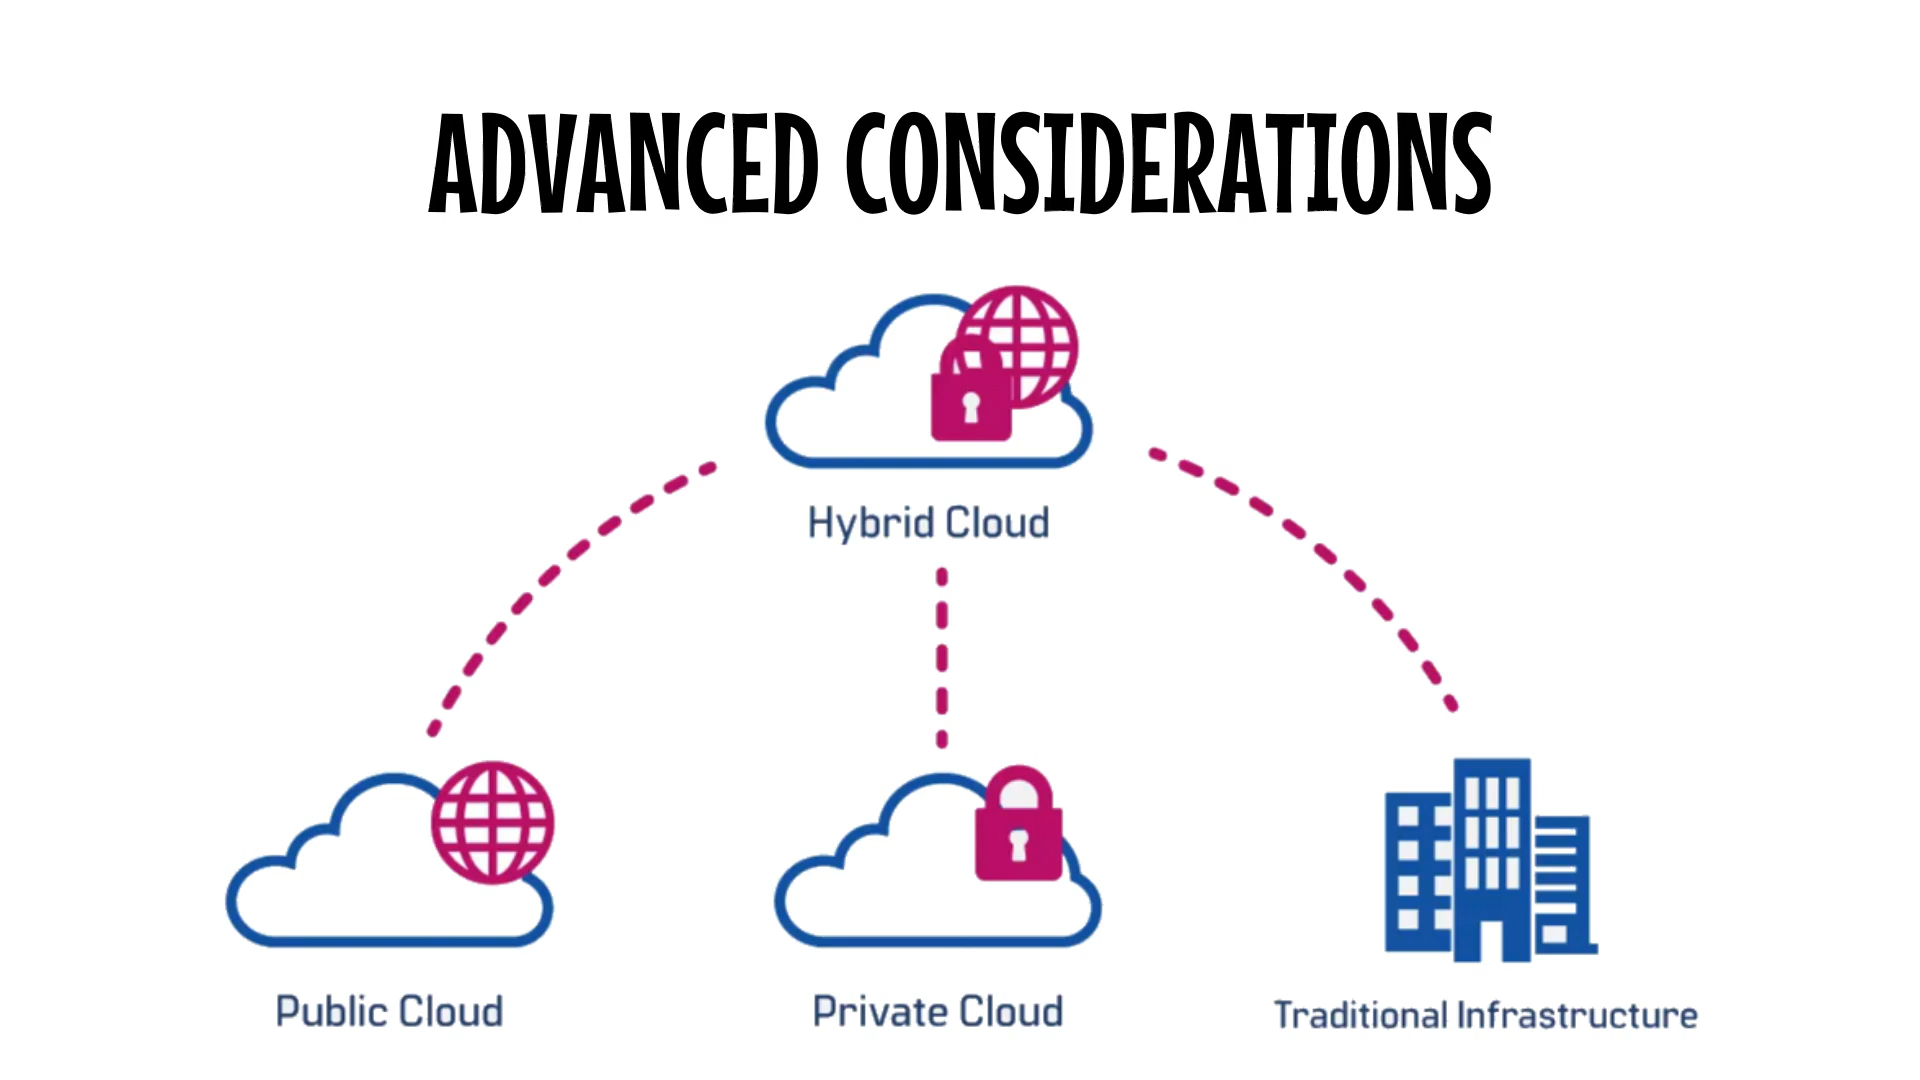 ADVANCED CONSIDERATIONS
Hybrid Cloud
Public Cloud
Private Cloud
Traditional Infrastructure